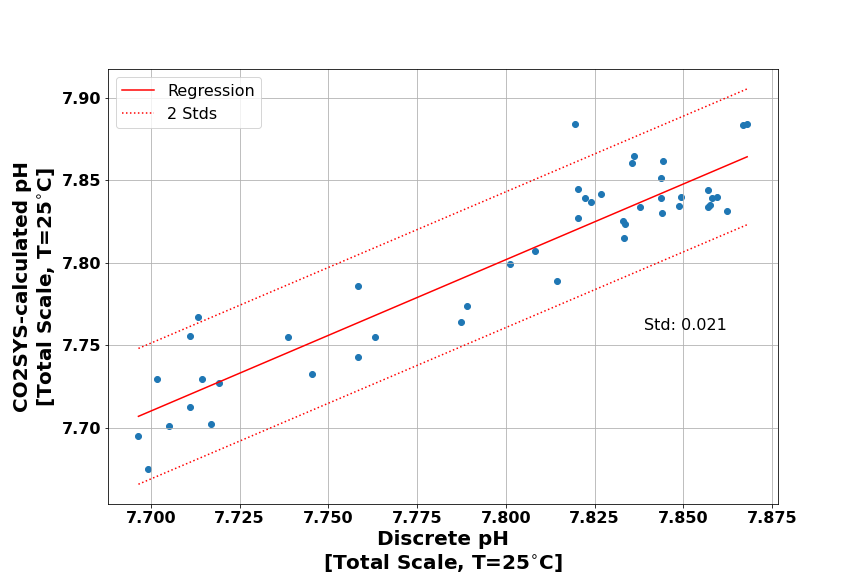 Regression
2 Stds
7.90
7.85
7.80
7.75
7.70
CO2SYS-calculated pH
[Total Scale, T=25°C]
Std: 0.021
7.700 7.725 7.750 7.775 7.800 7.825 7.850 7.875
Discrete pH
[Total Scale, T=25°C]